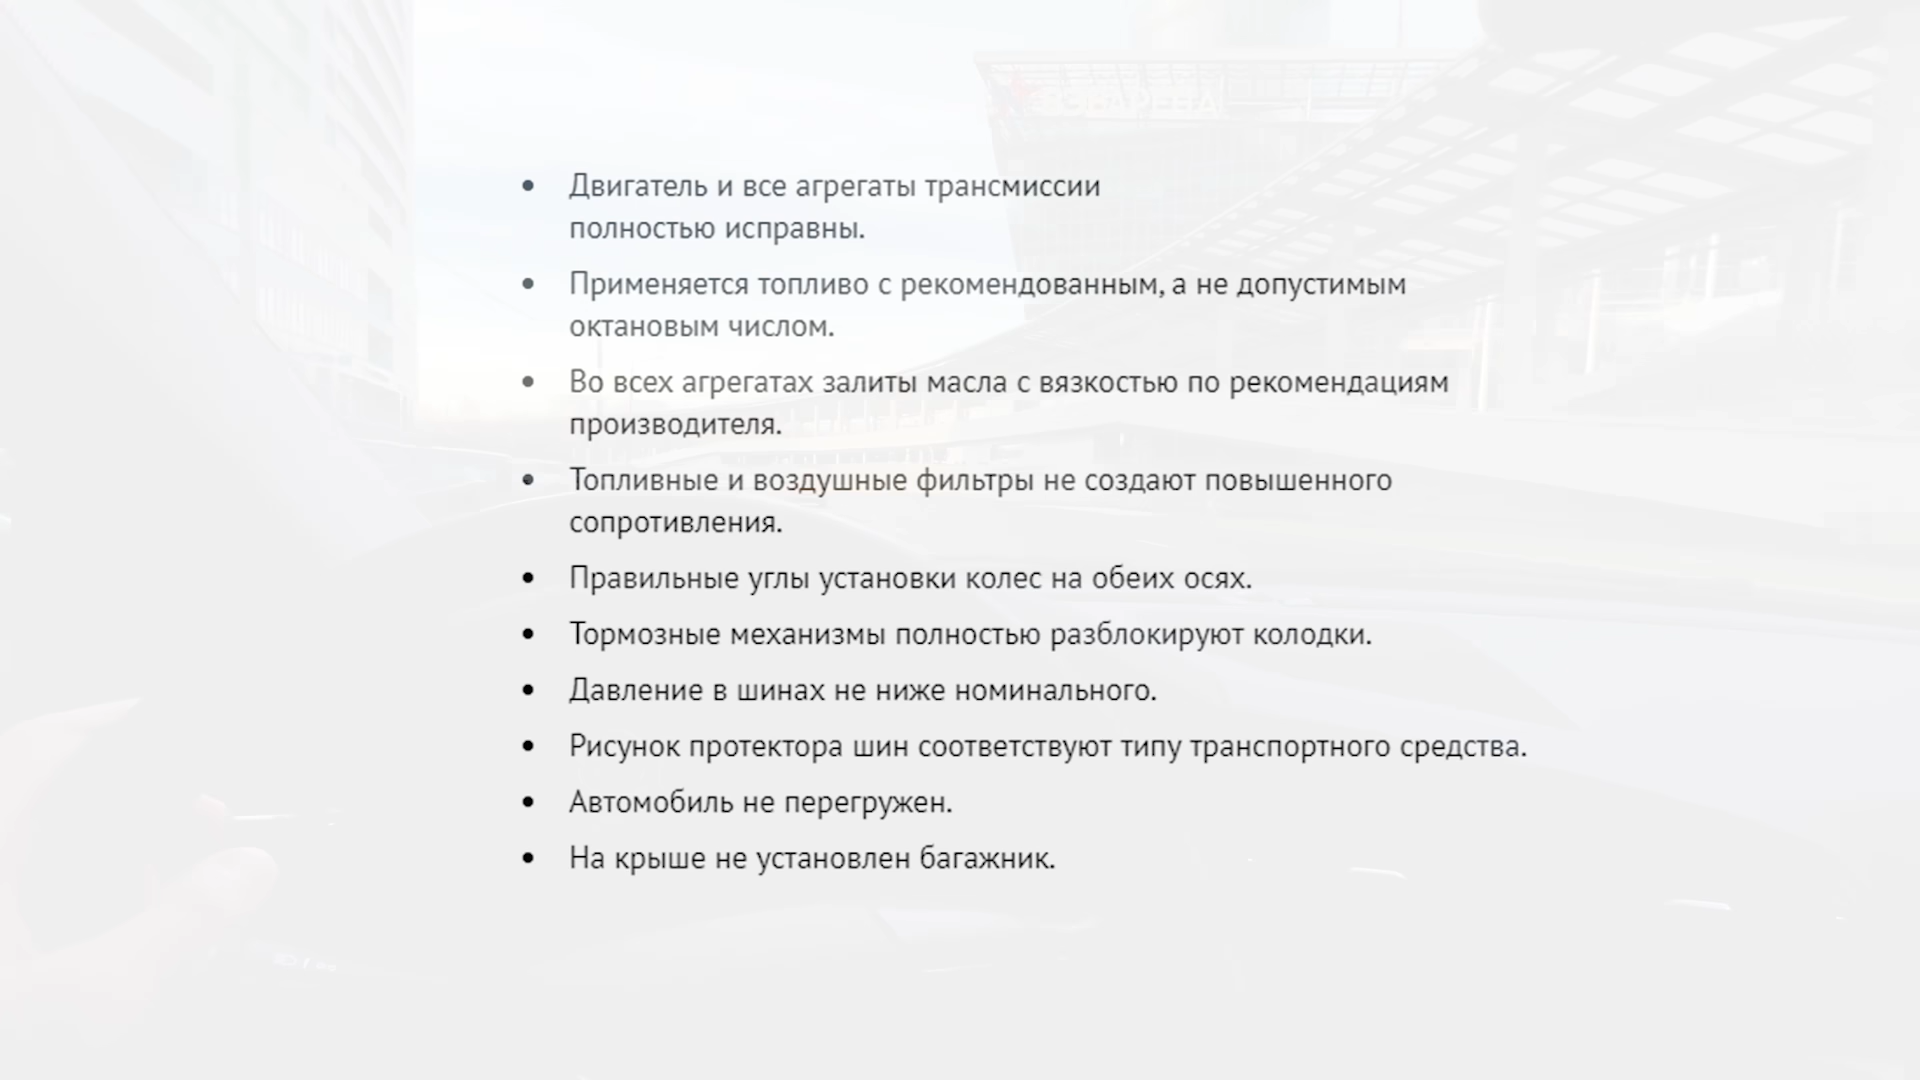 • Двигатель и все агрегаты трансмиссии
полностью исправны.
• Применяется топливо с рекомендованным, а не допустимым
октановым числом.
• Во всех агрегатах залиты масла с вязкостью по рекомендациям
производителя.
• Топливные и воздушные фильтры не создают повышенного
сопротивления.
• Правильные углы установки колес на обеих осях.
• Тормозные механизмы полностью разблокируют колодки.
• Давление в шинах не ниже номинального.
• Рисунок протектора шин соответствуют типу транспортного средства.
• Автомобиль не перегружен.
• На крыше не установлен багажник.